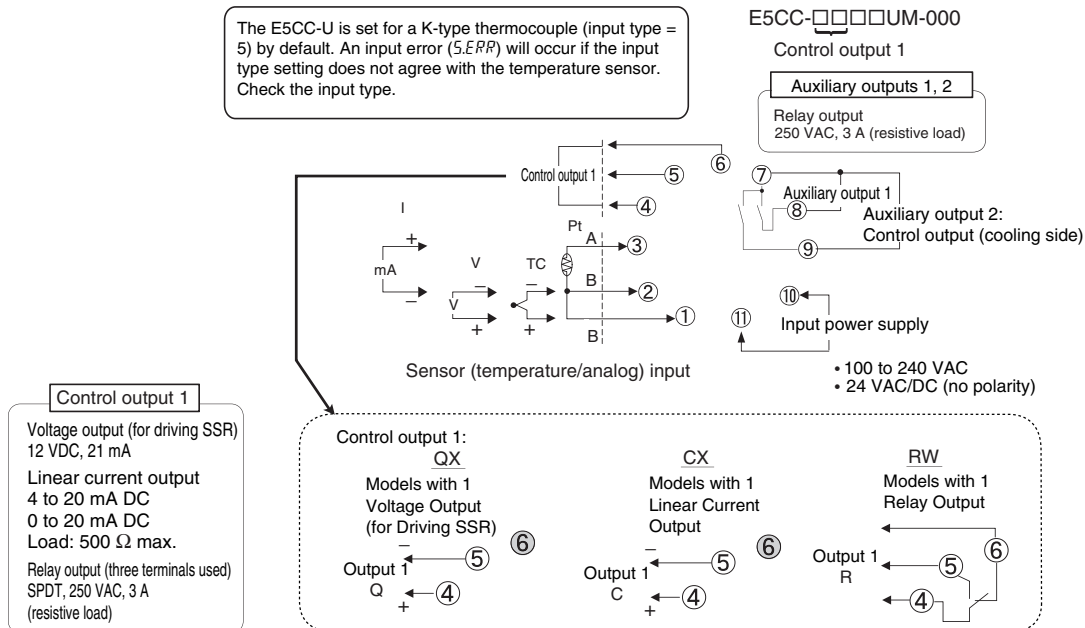 The E5CC-U is set for a K-type thermocouple (input type =
5) by default. An input error (S.ERR) will occur if the input
type setting does not agree with the temperature sensor.
Check the input type.
E5CC-□□□□UM-000
Control output 1
Auxiliary outputs 1, 2
Relay output
250 VAC, 3 A (resistive load)
Control output 1
⑥
⑤
④
⑦
Auxiliary output 1
⑧
Auxiliary output 2:
Control output (cooling side)
⑨
I
+
mA
−
V
V
−
+
TC
−
+
Pt
A
③
B
②
①
B
⑩
⑪
Input power supply
• 100 to 240 VAC
• 24 VAC/DC (no polarity)
Sensor (temperature/analog) input
Control output 1
Voltage output (for driving SSR)
12 VDC, 21 mA
Linear current output
4 to 20 mA DC
0 to 20 mA DC
Load: 500 Ω max.
Relay output (three terminals used)
SPDT, 250 VAC, 3 A
(resistive load)
Control output 1:
QX
Models with 1
Voltage Output
(for Driving SSR)
⑥
−
⑤
Output 1
Q
+
④
CX
Models with 1
Linear Current
Output
⑥
−
⑤
Output 1
C
+
④
RW
Models with 1
Relay Output
⑥
Output 1
R
⑤
④